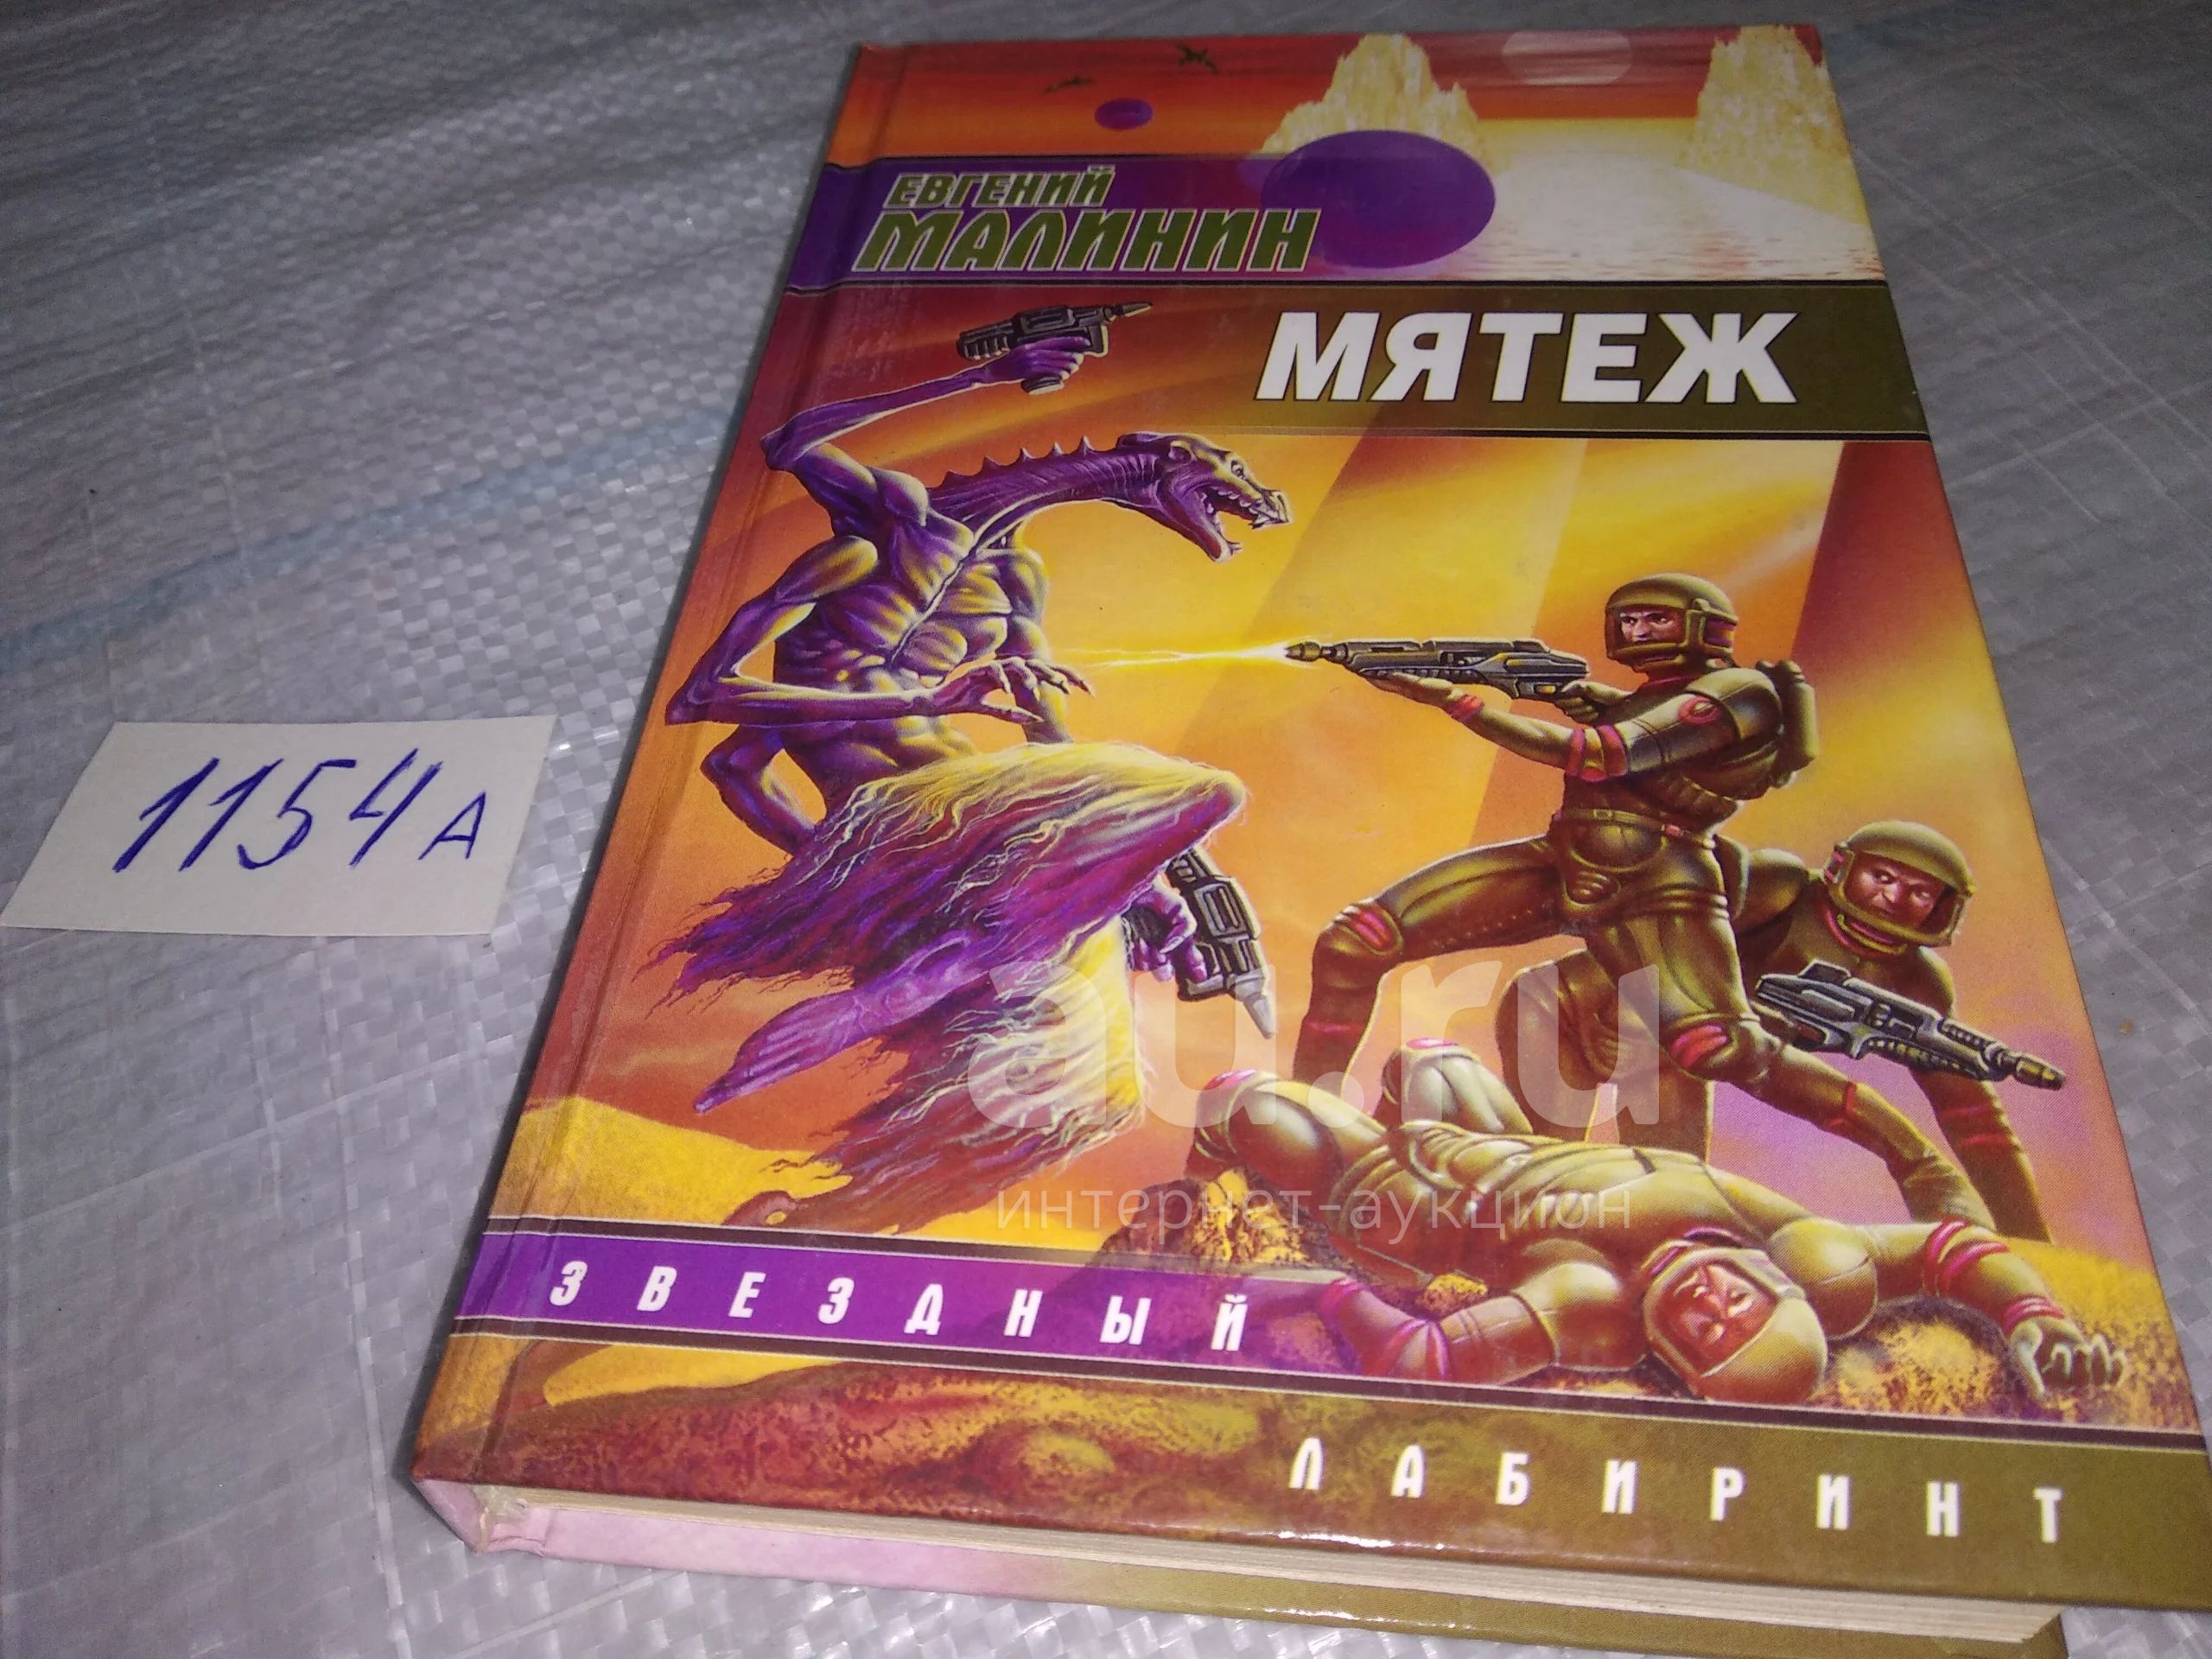 ЕВГЕНИЙ
МАЛИНИН
МЯТЕЖ
1154А
au.ru
интернет-аукцион
ЗВЕЗДНЫЙ
ЛАБИРИНТ